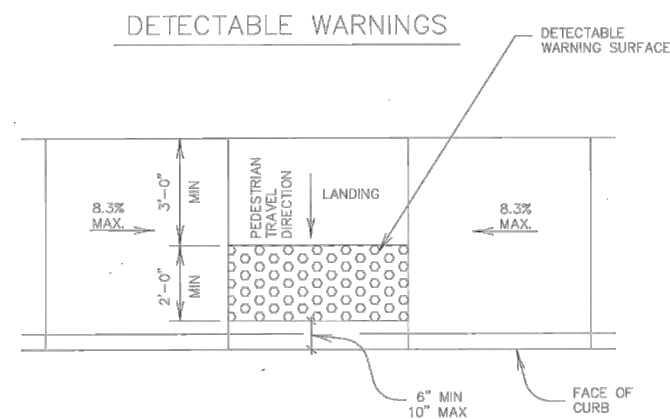 DETECTABLE WARNINGS
DETECTABLE
WARNING SURFACE
3'-0"
MIN
PEDESTRIAN
TRAVEL
DIRECTION
LANDING
8.3%
MAX.
8.3%
MAX.
2'-0"
MIN
6" MIN
10" MAX
FACE OF
CURB